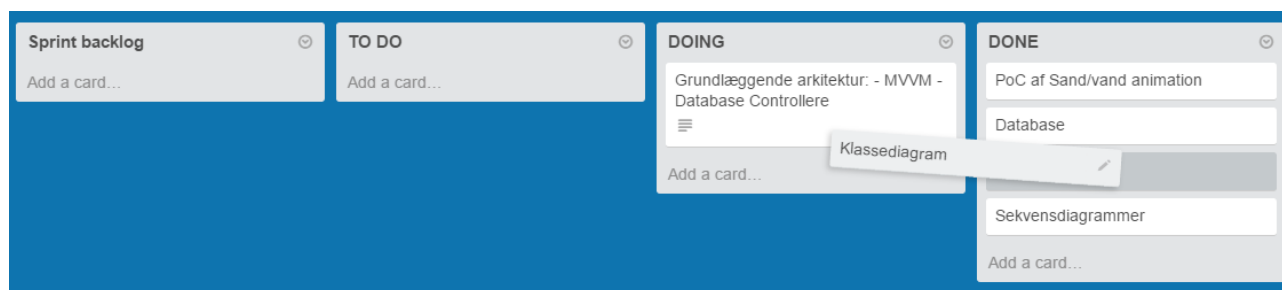 Sprint backlog
Add a card...
TO DO
Add a card...
DOING
Grundlæggende arkitektur: - MVVM -
Database Controllere
Add a card...
Klassediagram
DONE
PoC af Sand/vand animation
Database
Sekvensdiagrammer
Add a card...